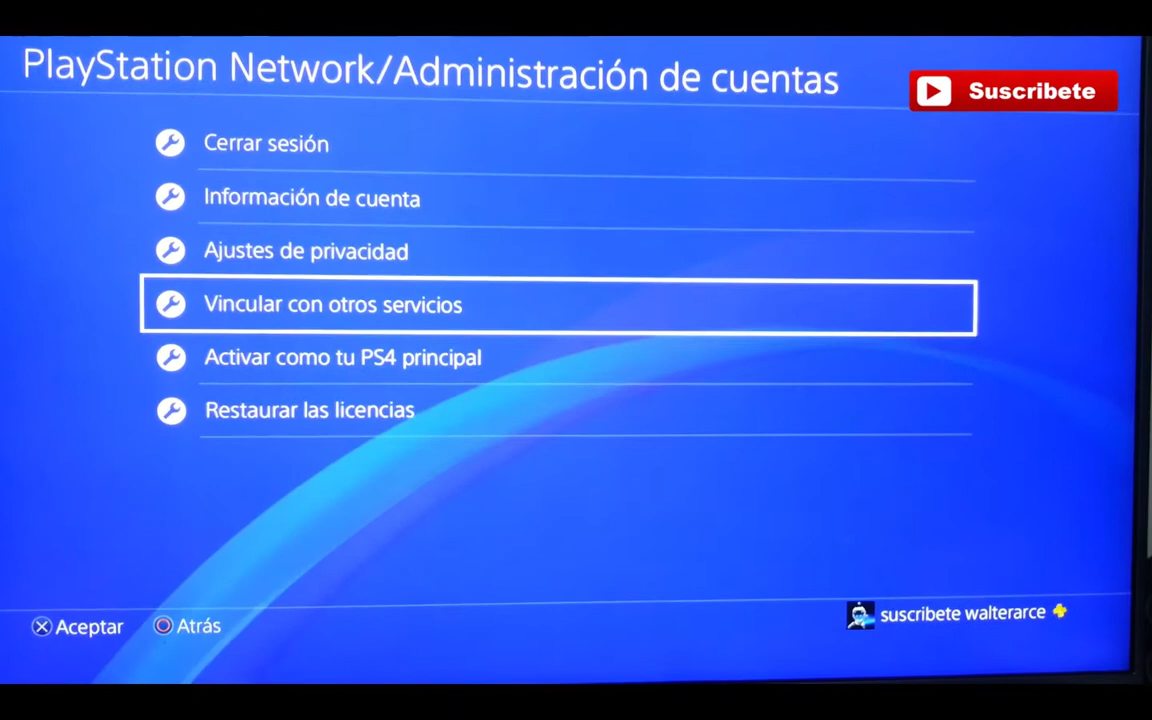 PlayStation Network/Administración de cuentas
Suscribete
Cerrar sesión
Información de cuenta
Ajustes de privacidad
Vincular con otros servicios
Activar como tu PS4 principal
Restaurar las licencias
Aceptar
Atrás
suscribete walterarce